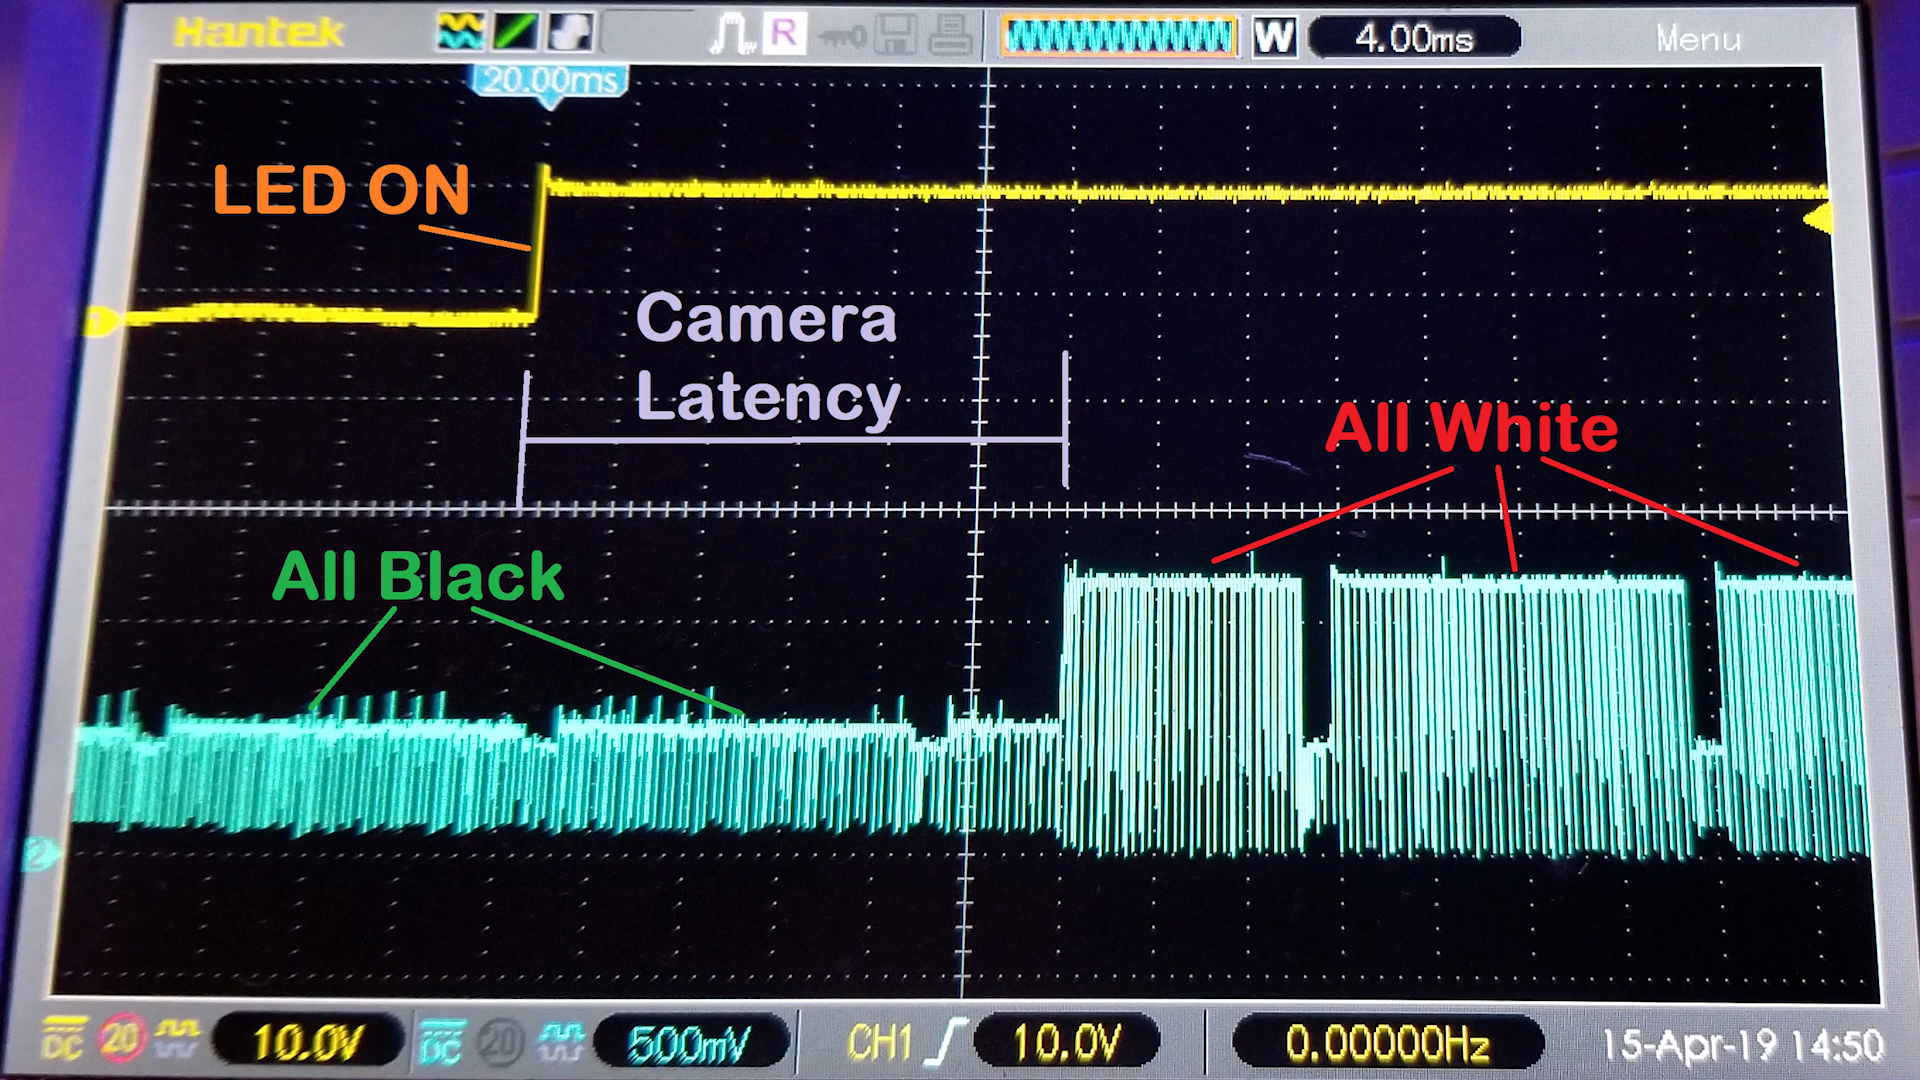 Hantek
R
W
4.00ms
Menu
20.00ms
LED ON
Camera
Latency
All White
All Black
2
DC
20
10.0V
DC
20
500mV
CH1
10.0V
0.00000Hz
15-Apr-19 14:50